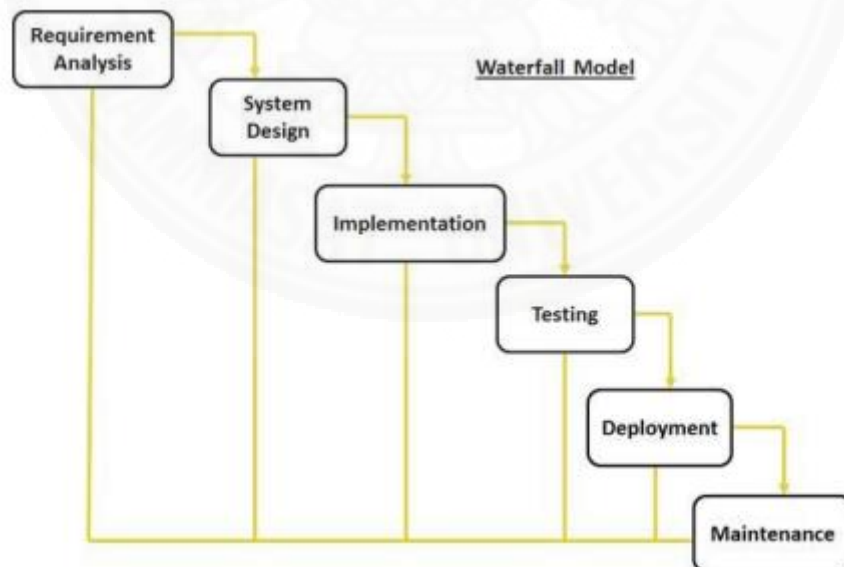 Requirement
Analysis
Waterfall Model
System
Design
Implementation
Testing
Deployment
Maintenance